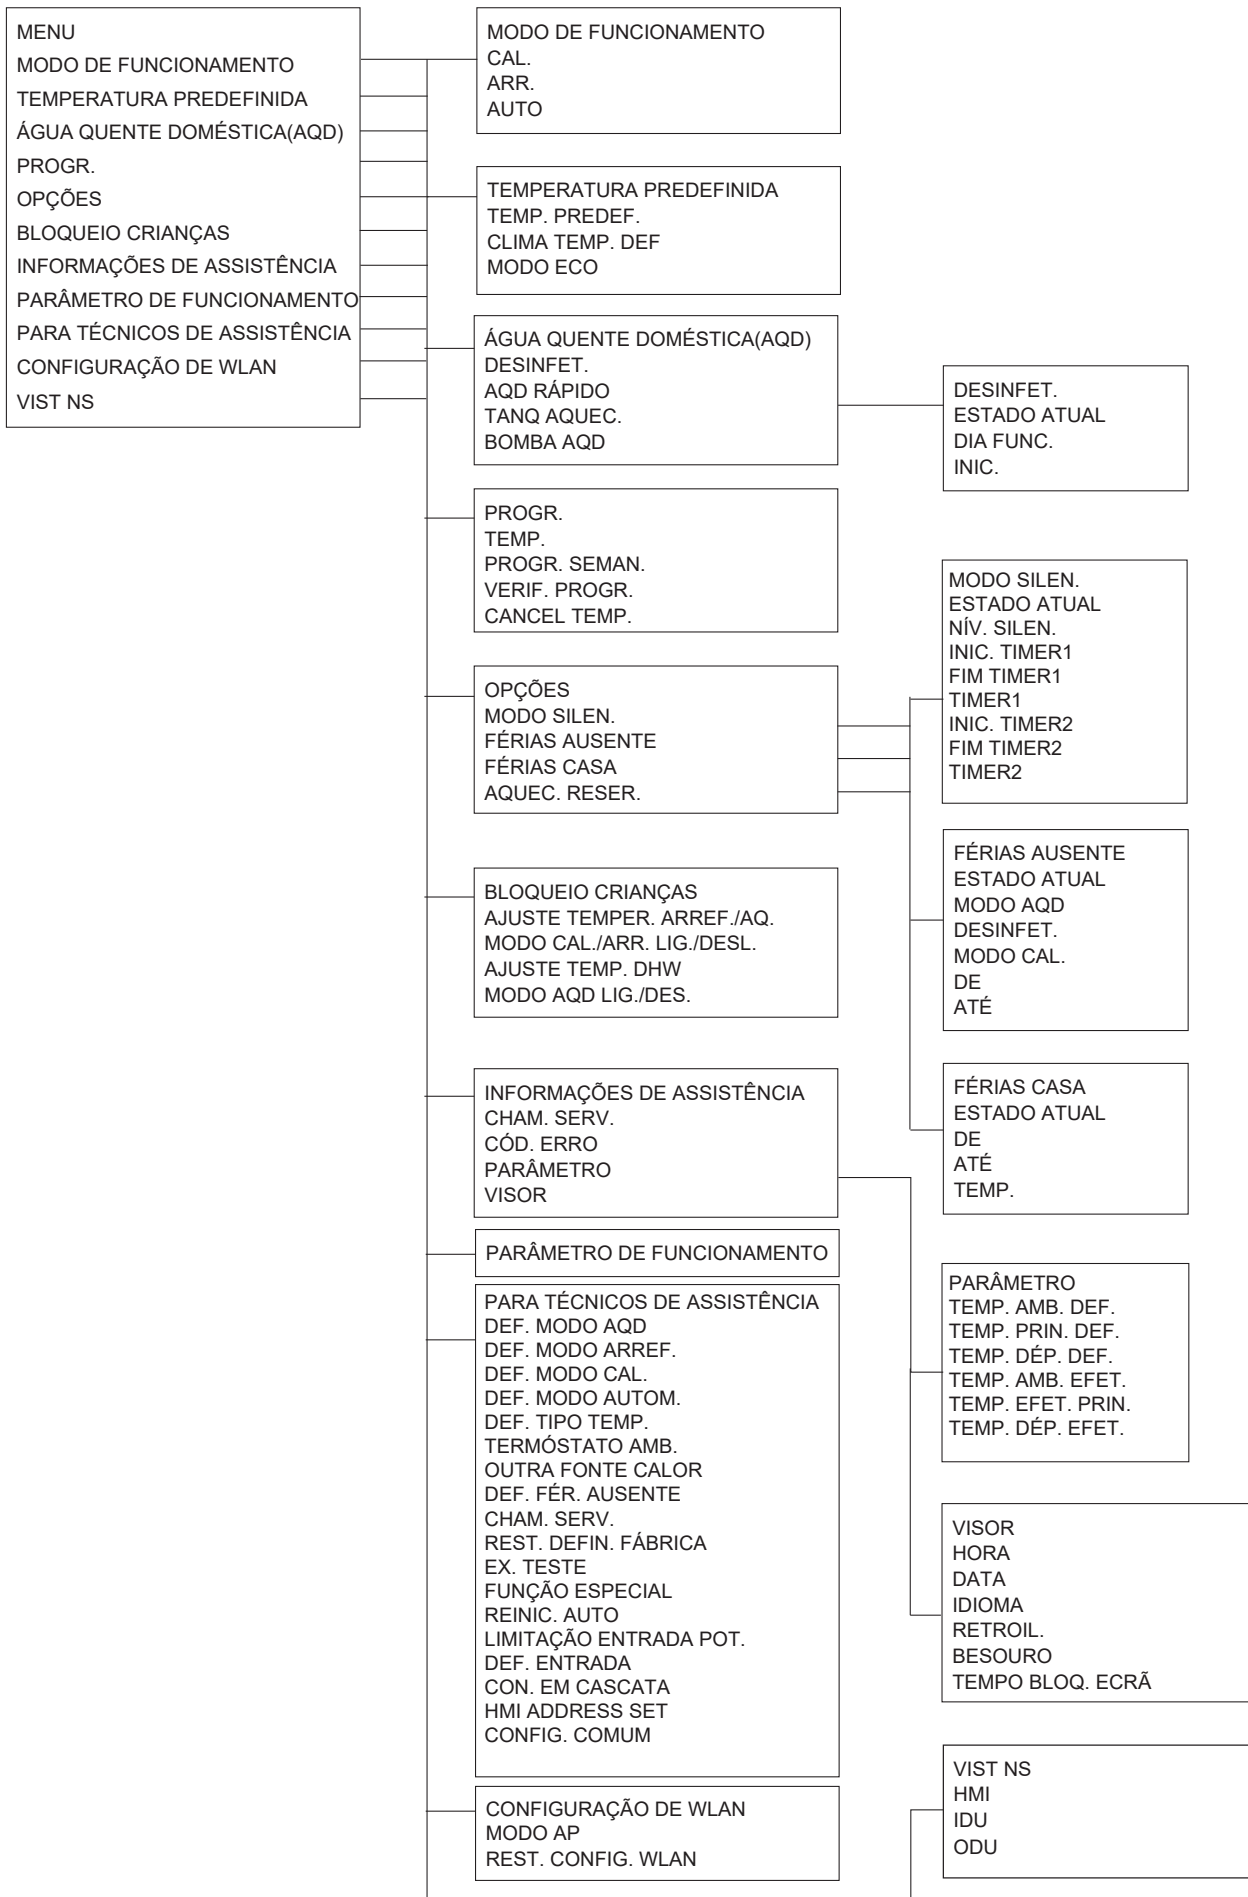 MENU
MODO DE FUNCIONAMENTO
TEMPERATURA PREDEFINIDA
ÁGUA QUENTE DOMÉSTICA(AQD)
PROGR.
OPÇÕES
BLOQUEIO CRIANÇAS
INFORMAÇÕES DE ASSISTÊNCIA
PARÂMETRO DE FUNCIONAMENTO
PARA TÉCNICOS DE ASSISTÊNCIA
CONFIGURAÇÃO DE WLAN
VIST NS
MODO DE FUNCIONAMENTO
CAL.
ARR.
AUTO
TEMPERATURA PREDEFINIDA
TEMP. PREDEF.
CLIMA TEMP. DEF
MODO ECO
ÁGUA QUENTE DOMÉSTICA(AQD)
DESINFET.
AQD RÁPIDO
TANQ AQUEC.
BOMBA AQD
DESINFET.
ESTADO ATUAL
DIA FUNC.
INIC.
PROGR.
TEMP.
PROGR. SEMAN.
VERIF. PROGR.
CANCEL TEMP.
OPÇÕES
MODO SILEN.
FÉRIAS AUSENTE
FÉRIAS CASA
AQUEC. RESER.
MODO SILEN.
ESTADO ATUAL
NÍV. SILEN.
INIC. TIMER1
FIM TIMER1
TIMER1
INIC. TIMER2
FIM TIMER2
TIMER2
FÉRIAS AUSENTE
ESTADO ATUAL
MODO AQD
DESINFET.
MODO CAL.
DE
ATÉ
FÉRIAS CASA
ESTADO ATUAL
DE
ATÉ
TEMP.
BLOQUEIO CRIANÇAS
AJUSTE TEMPER. ARREF./AQ.
MODO CAL./ARR. LIG./DESL.
AJUSTE TEMP. DHW
MODO AQD LIG./DES.
INFORMAÇÕES DE ASSISTÊNCIA
CHAM. SERV.
CÓD. ERRO
PARÂMETRO
VISOR
PARÂMETRO
TEMP. AMB. DEF.
TEMP. PRIN. DEF.
TEMP. DÉP. DEF.
TEMP. AMB. EFET.
TEMP. EFET. PRIN.
TEMP. DÉP. EFET.
VISOR
HORA
DATA
IDIOMA
RETROIL.
BESOURO
TEMPO BLOQ. ECRÃ
PARÂMETRO DE FUNCIONAMENTO
PARA TÉCNICOS DE ASSISTÊNCIA
DEF. MODO AQD
DEF. MODO ARREF.
DEF. MODO CAL.
DEF. MODO AUTOM.
DEF. TIPO TEMP.
TERMÓSTATO AMB.
OUTRA FONTE CALOR
DEF. FÉR. AUSENTE
CHAM. SERV.
REST. DEFIN. FÁBRICA
EX. TESTE
FUNÇÃO ESPECIAL
REINIC. AUTO
LIMITAÇÃO ENTRADA POT.
DEF. ENTRADA
CON. EM CASCATA
HMI ADDRESS SET
CONFIG. COMUM
CONFIGURAÇÃO DE WLAN
MODO AP
REST. CONFIG. WLAN
VIST NS
HMI
IDU
ODU